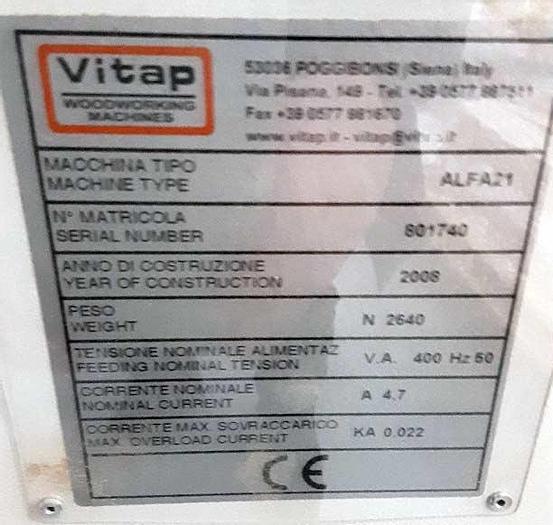 Vitap
WOODWORKING
MACHINES
53036 POGGIBONSI (Siena) Italy
Via Pisana, 149 - Tel. +39 0577
Fax +39 0577
www.vitap.it - vitap@vitap.it
MACCHINA TIPO
MACHINE TYPE
ALFA21
N° MATRICOLA
SERIAL NUMBER
801740
ANNO DI COSTRUZIONE
YEAR OF CONSTRUCTION
2008
PESO
WEIGHT
N 2640
TENSIONE NOMINALE ALIMENTAZ
FEEDING NOMINAL TENSION
V.A. 400 Hz 50
CORRENTE NOMINALE
NOMINAL CURRENT
A 4,7
CORRENTE MAX. SOVRACCARICO
MAX. OVERLOAD CURRENT
KA 0.022
CE